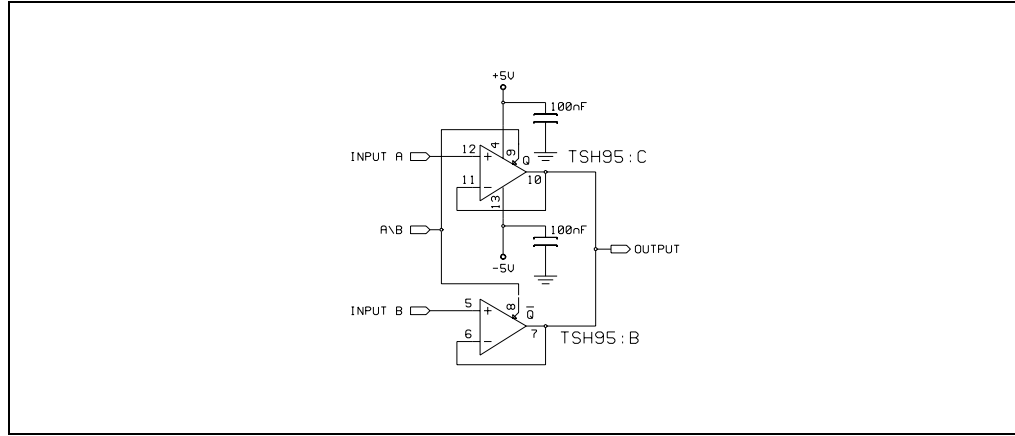 +5V
100nF
4
9
INPUT A
12
+
Q
TSH95:C
11
−
10
13
A\B
100nF
OUTPUT
-5V
INPUT B
5
+
8
Q̅
6
−
7
TSH95:B